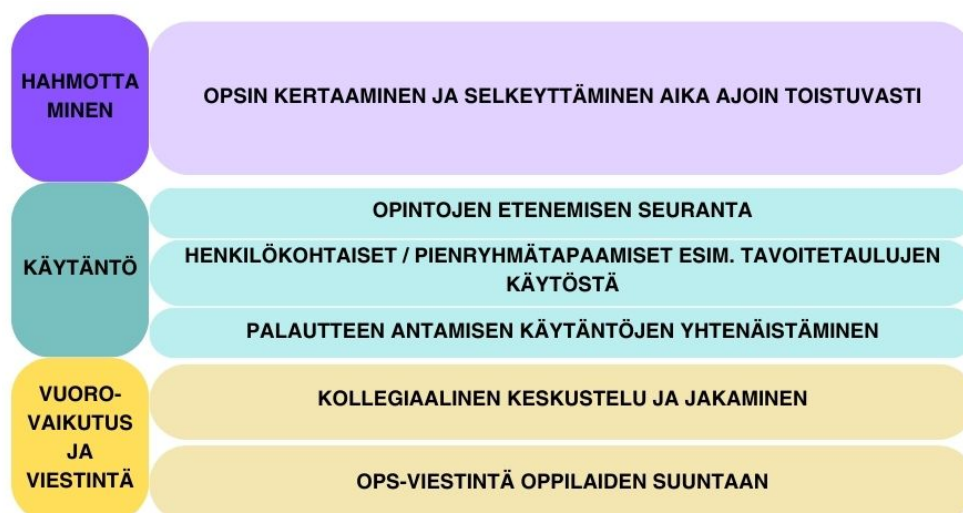 HAHMOTTA
MINEN
OPSIN KERTAAMINEN JA SELKEYTTÄMINEN AIKA AJOIN TOISTUVASTI
KÄYTÄNTÖ
OPINTOJEN ETENEMISEN SEURANTA
HENKILÖKOHTAISET / PIENRYHMÄTAPAAMISET ESIM. TAVOITETAULUJEN
KÄYTÖSTÄ
PALAUTTEEN ANTAMISEN KÄYTÄNTÖJEN YHTENÄISTÄMINEN
VUORO-
VAIKUTUS
JA
VIESTINTÄ
KOLLEGIAALINEN KESKUSTELU JA JAKAMINEN
OPS-VIESTINTÄ OPPILAIDEN SUUNTAAN